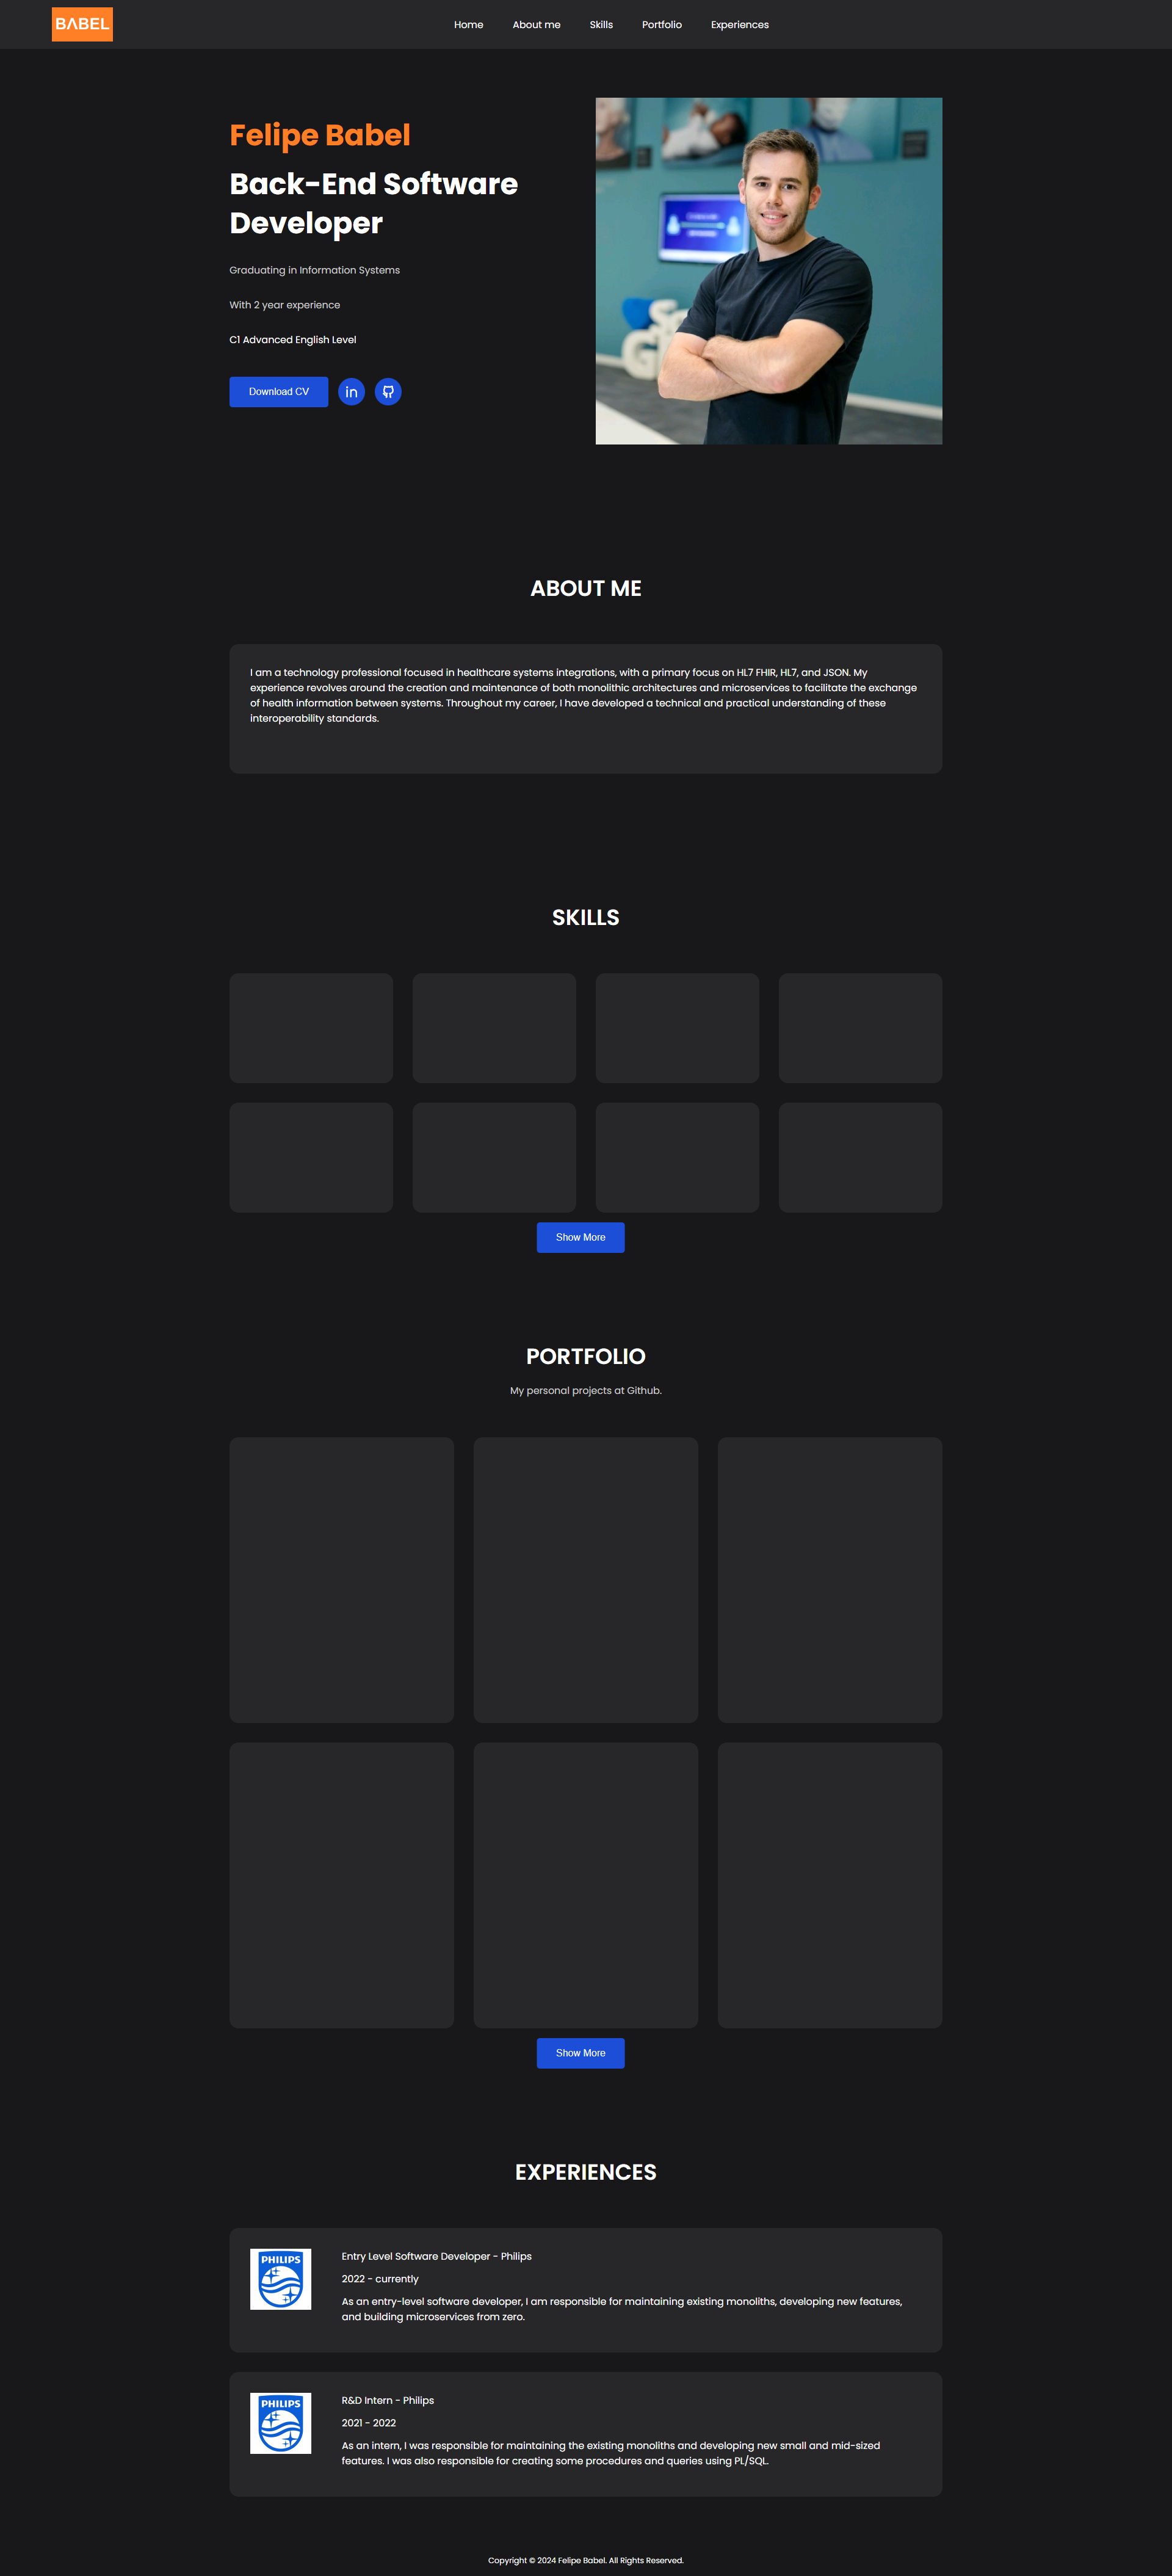 BABEL
Home
About me
Skills
Portfolio
Experiences
Felipe Babel
Back-End Software
Developer
Graduating in Information Systems
With 2 year experience
C1 Advanced English Level
Download CV
in
ABOUT ME
I am a technology professional focused in healthcare systems integrations, with a primary focus on HL7 FHIR, HL7, and JSON. My
experience revolves around the creation and maintenance of both monolithic architectures and microservices to facilitate the exchange
of health information between systems. Throughout my career, I have developed a technical and practical understanding of these
interoperability standards.
SKILLS
Show More
PORTFOLIO
My personal projects at Github.
Show More
EXPERIENCES
PHILIPS
Entry Level Software Developer - Philips
2022 - currently
As an entry-level software developer, I am responsible for maintaining existing monoliths, developing new features,
and building microservices from zero.
PHILIPS
R&D Intern - Philips
2021 - 2022
As an intern, I was responsible for maintaining the existing monoliths and developing new small and mid-sized
features. I was also responsible for creating some procedures and queries using PL/SQL.
Copyright © 2024 Felipe Babel. All Rights Reserved.